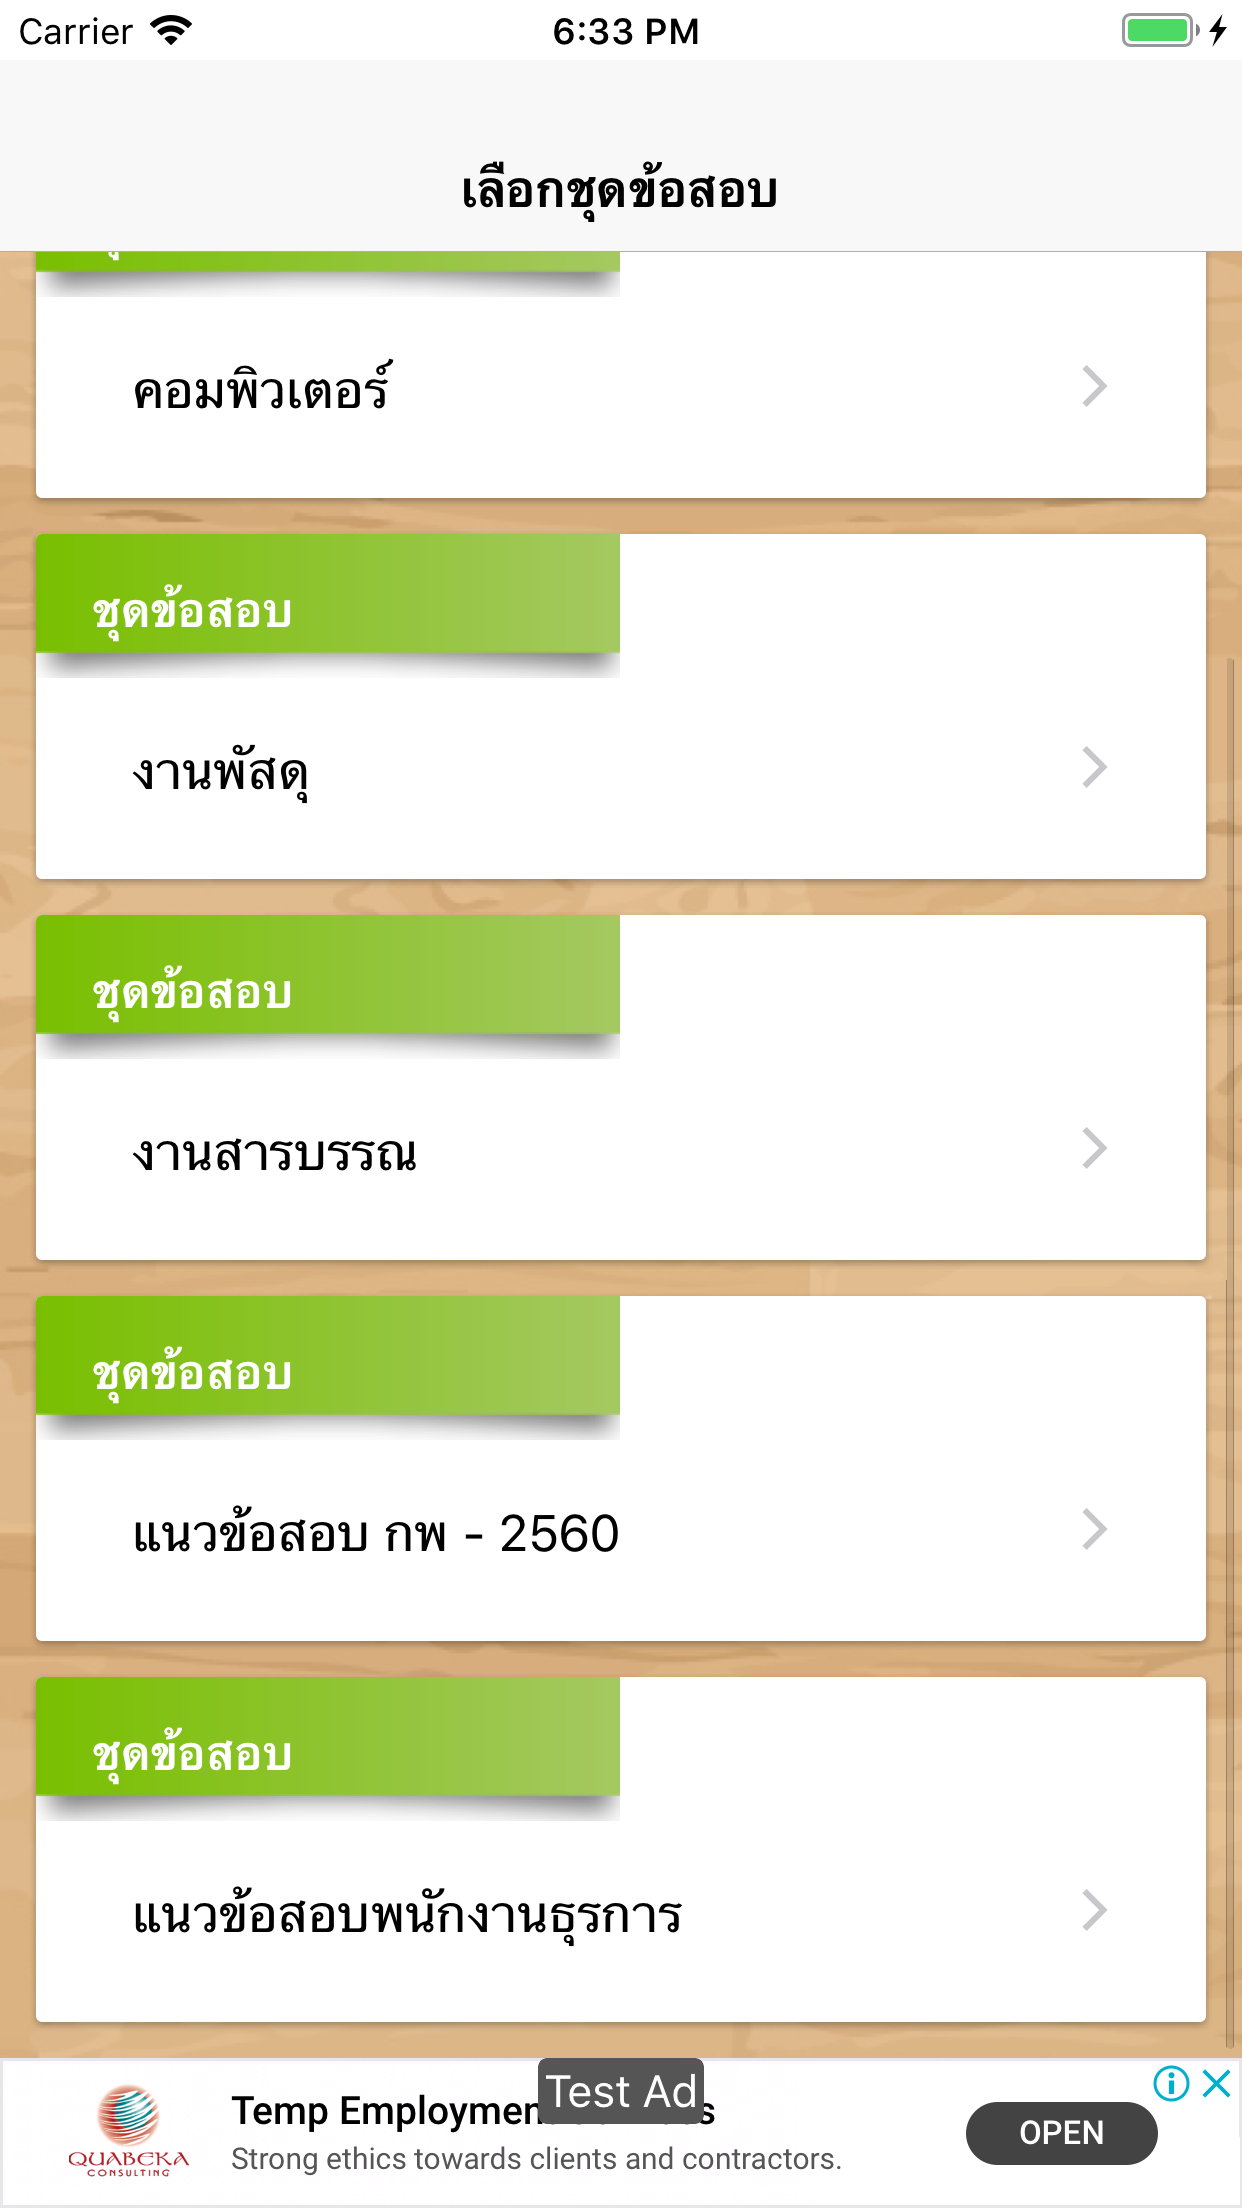 Carrier
6:33 PM
เลือกชุดข้อสอบ
คอมพิวเตอร์
ชุดข้อสอบ
งานพัสดุ
ชุดข้อสอบ
งานสารบรรณ
ชุดข้อสอบ
แนวข้อสอบ กพ - 2560
ชุดข้อสอบ
แนวข้อสอบพนักงานธุรการ
Test Ad
Temp Employmen
Strong ethics towards clients and contractors.
OPEN
QUABEKA
CONSULTING